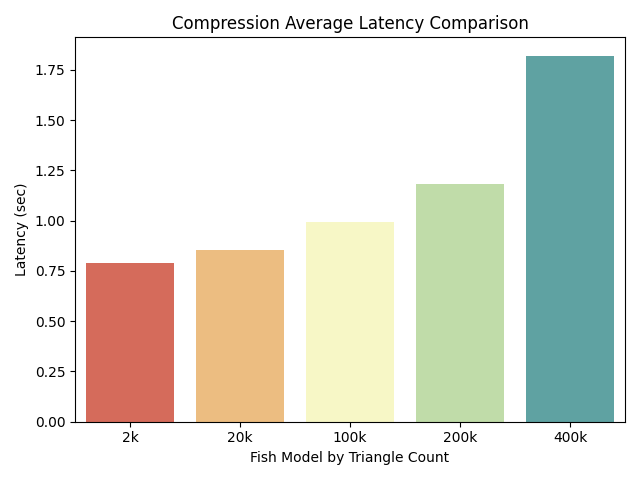 Compression Average Latency Comparison
Latency (sec)
1.75
1.50
1.25
1.00
0.75
0.50
0.25
0.00
2k 20k 100k 200k 400k
Fish Model by Triangle Count